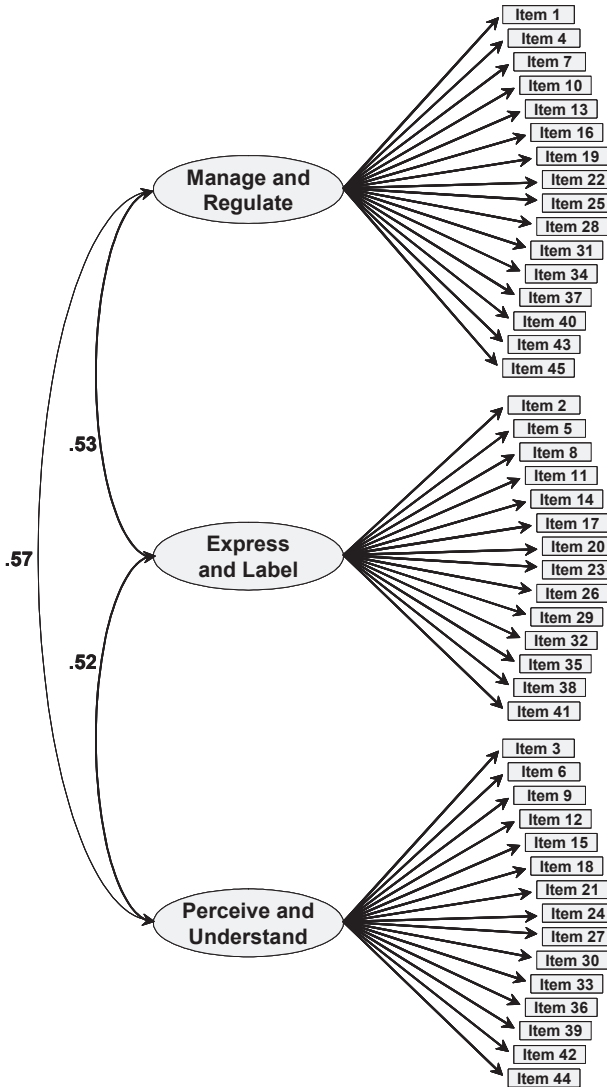 Item 1
Item 4
Item 7
Item 10
Item 13
Item 16
Item 19
Item 22
Item 25
Item 28
Item 31
Item 34
Item 37
Item 40
Item 43
Item 45
Manage and
Regulate
.53
Item 2
Item 5
Item 8
Item 11
Item 14
Item 17
Item 20
Item 23
Item 26
Item 29
Item 32
Item 35
Item 38
Item 41
Express
and Label
.57
.52
Item 3
Item 6
Item 9
Item 12
Item 15
Item 18
Item 21
Item 24
Item 27
Item 30
Item 33
Item 36
Item 39
Item 42
Item 44
Perceive and
Understand